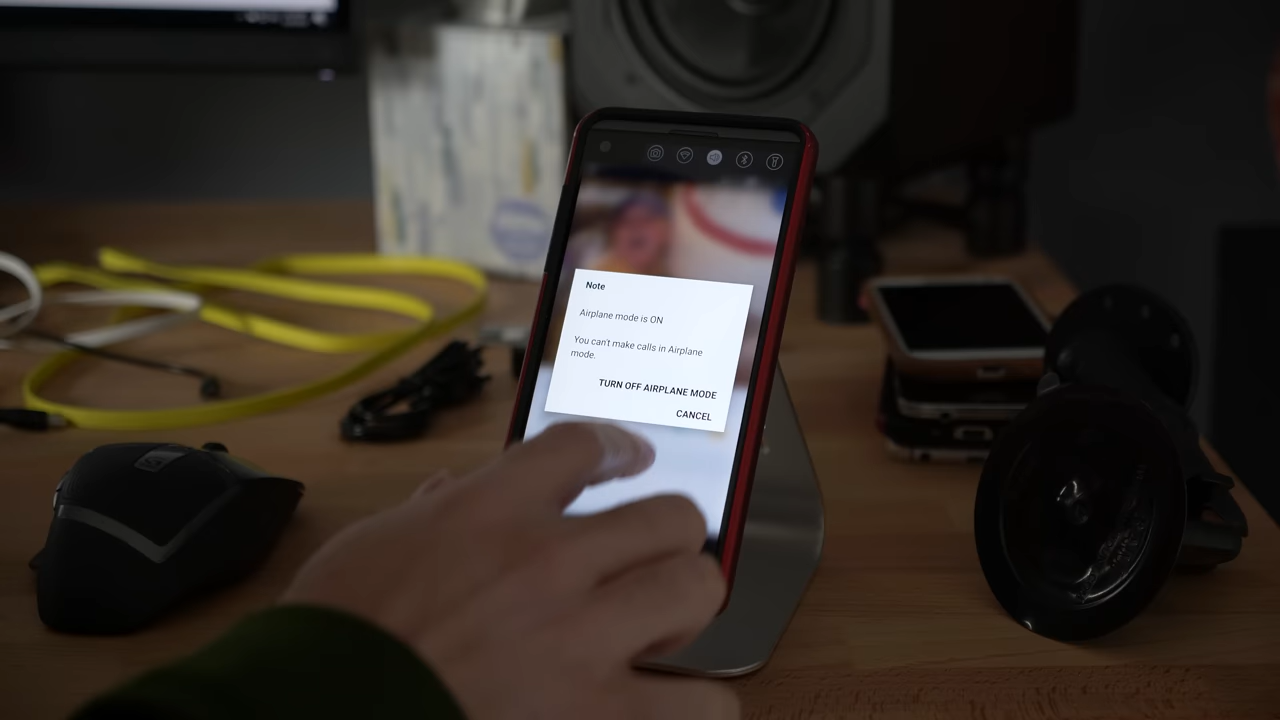 Note
Airplane mode is ON
You can't make calls in Airplane
mode.
TURN OFF AIRPLANE MODE
CANCEL